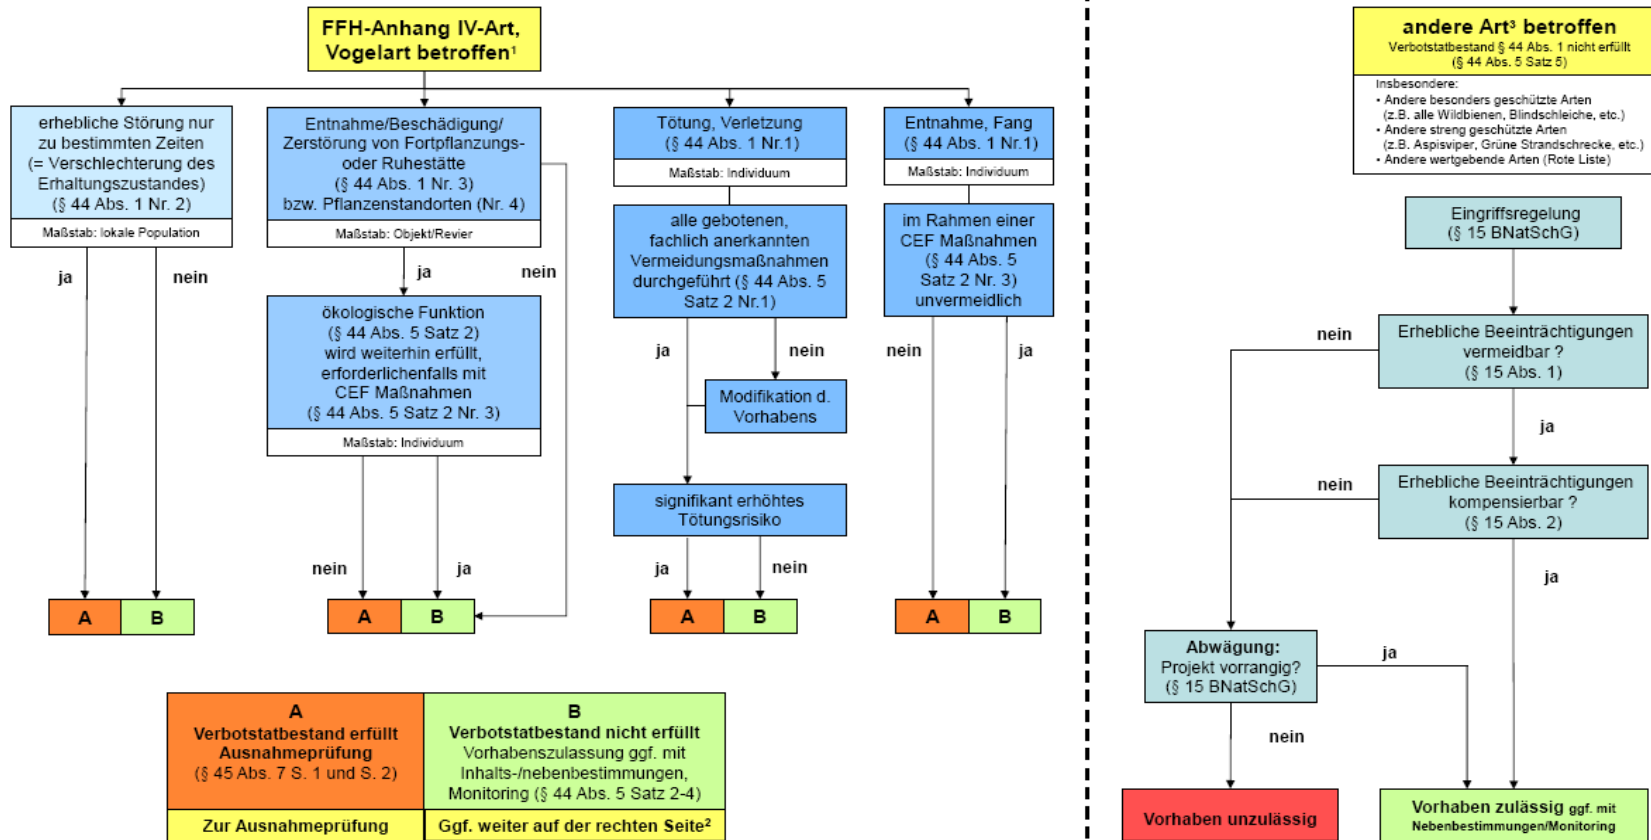 FFH-Anhang IV-Art,
Vogelart betroffen¹
erhebliche Störung nur
zu bestimmten Zeiten
(= Verschlechterung des
Erhaltungszustandes)
(§ 44 Abs. 1 Nr. 2)
Maßstab: lokale Population
ja
nein
A
B
Entnahme/Beschädigung/
Zerstörung von Fortpflanzungs-
oder Ruhestätte
(§ 44 Abs. 1 Nr. 3)
bzw. Pflanzenstandorten (Nr. 4)
Maßstab: Objekt/Revier
ja
nein
ökologische Funktion
(§ 44 Abs. 5 Satz 2)
wird weiterhin erfüllt,
erforderlichenfalls mit
CEF Maßnahmen
(§ 44 Abs. 5 Satz 2 Nr. 3)
Maßstab: Individuum
nein
ja
A
B
Tötung, Verletzung
(§ 44 Abs. 1 Nr.1)
Maßstab: Individuum
alle gebotenen,
fachlich anerkannten
Vermeidungsmaßnahmen
durchgeführt (§ 44 Abs. 5
Satz 2 Nr.1)
ja
nein
Modifikation d.
Vorhabens
signifikant erhöhtes
Tötungsrisiko
ja
nein
A
B
Entnahme, Fang
(§ 44 Abs. 1 Nr.1)
Maßstab: Individuum
im Rahmen einer
CEF Maßnahmen
(§ 44 Abs. 5
Satz 2 Nr. 3)
unvermeidlich
nein
ja
A
B
A
Verbotstatbestand erfüllt
Ausnahmeprüfung
(§ 45 Abs. 7 S. 1 und S. 2)
Zur Ausnahmeprüfung
B
Verbotstatbestand nicht erfüllt
Vorhabenszulassung ggf. mit
Inhalts-/nebenbestimmungen,
Monitoring (§ 44 Abs. 5 Satz 2-4)
Ggf. weiter auf der rechten Seite²
andere Art³ betroffen
Verbotstatbestand § 44 Abs. 1 nicht erfüllt
(§ 44 Abs. 5 Satz 5)
Insbesondere:
• Andere besonders geschützte Arten
(z.B. alle Wildbienen, Blindschleiche, etc.)
• Andere streng geschützte Arten
(z.B. Aspisviper, Grüne Strandschrecke, etc.)
• Andere wertgebende Arten (Rote Liste)
Eingriffsregelung
(§ 15 BNatSchG)
Erhebliche Beeinträchtigungen
vermeidbar ?
(§ 15 Abs. 1)
nein
ja
Erhebliche Beeinträchtigungen
kompensierbar ?
(§ 15 Abs. 2)
nein
ja
Abwägung:
Projekt vorrangig?
(§ 15 BNatSchG)
ja
nein
Vorhaben unzulässig
Vorhaben zulässig ggf. mit
Nebenbestimmungen/Monitoring